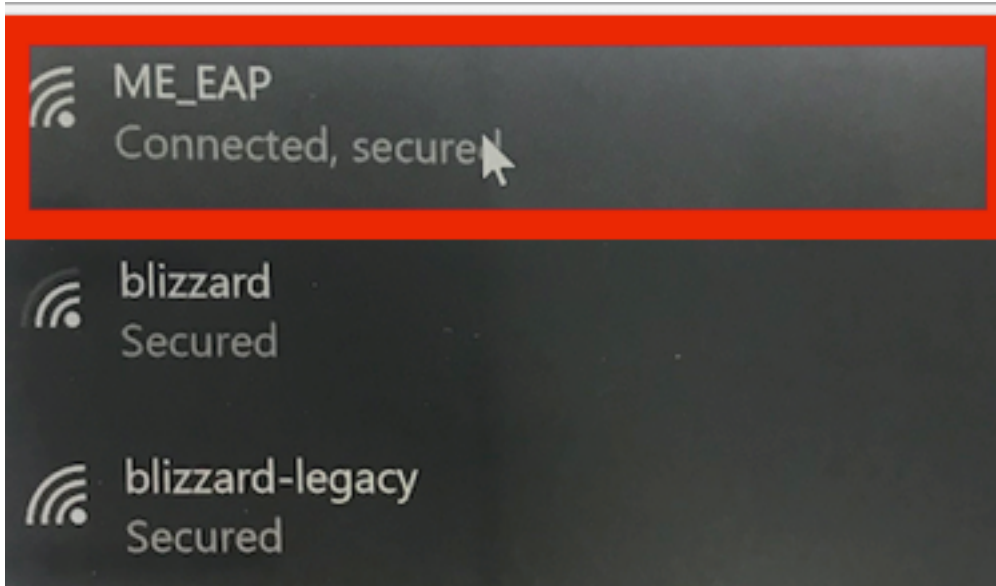 ME_EAP
Connected, secured
blizzard
Secured
blizzard-legacy
Secured